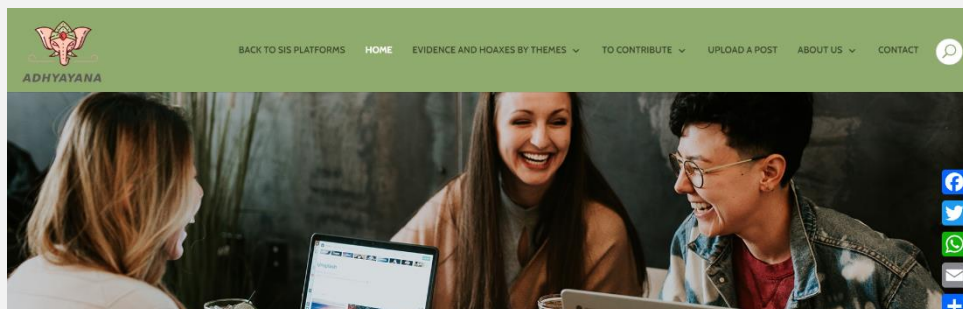 BACK TO SIS PLATFORMS HOME EVIDENCE AND HOAXES BY THEMES TO CONTRIBUTE UPLOAD A POST ABOUT US CONTACT
ADHYAYANA